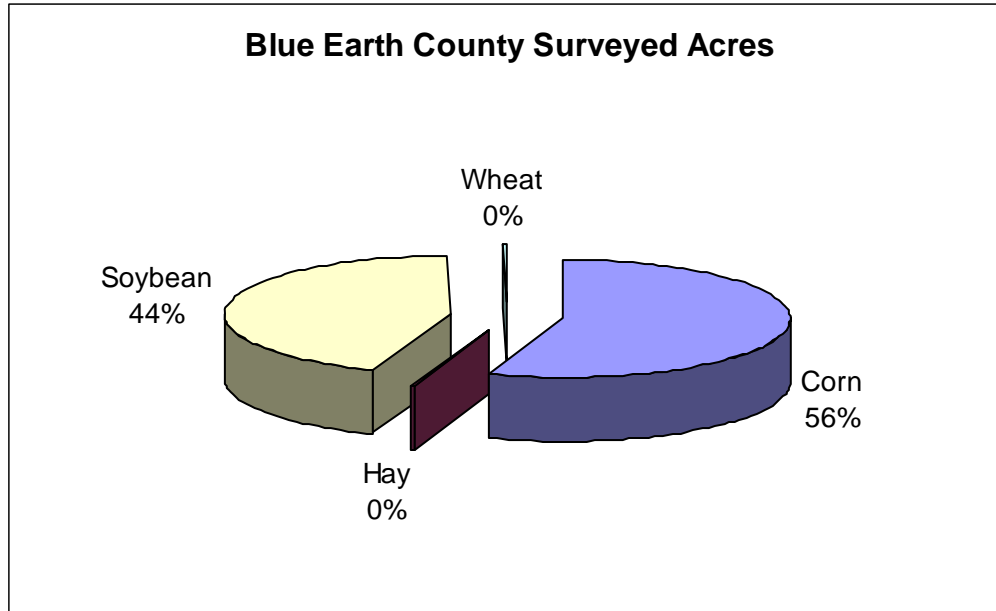 Blue Earth County Surveyed Acres
Wheat
0%
Soybean
44%
Corn
56%
Hay
0%